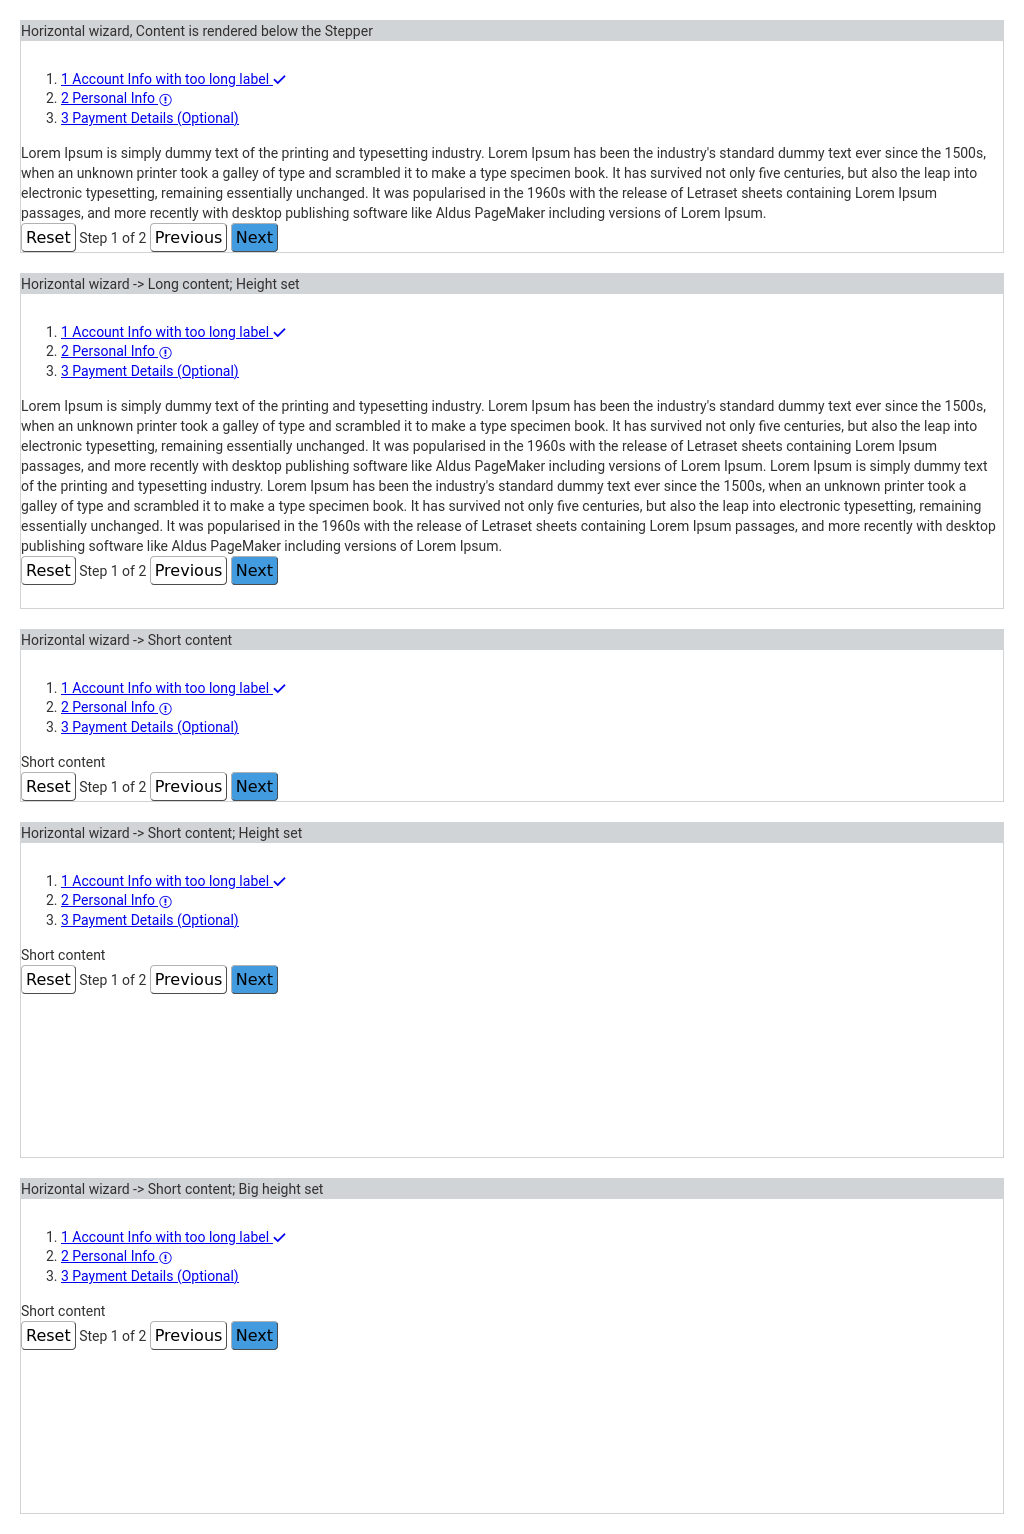 Horizontal wizard, Content is rendered below the Stepper
1. 1 Account Info with too long label
2. 2 Personal Info
3. 3 Payment Details (Optional)
Lorem Ipsum is simply dummy text of the printing and typesetting industry. Lorem Ipsum has been the industry's standard dummy text ever since the 1500s,
when an unknown printer took a galley of type and scrambled it to make a type specimen book. It has survived not only five centuries, but also the leap into
electronic typesetting, remaining essentially unchanged. It was popularised in the 1960s with the release of Letraset sheets containing Lorem Ipsum
passages, and more recently with desktop publishing software like Aldus PageMaker including versions of Lorem Ipsum.
Reset Step 1 of 2 Previous Next
Horizontal wizard -> Long content; Height set
1. 1 Account Info with too long label
2. 2 Personal Info
3. 3 Payment Details (Optional)
Lorem Ipsum is simply dummy text of the printing and typesetting industry. Lorem Ipsum has been the industry's standard dummy text ever since the 1500s,
when an unknown printer took a galley of type and scrambled it to make a type specimen book. It has survived not only five centuries, but also the leap into
electronic typesetting, remaining essentially unchanged. It was popularised in the 1960s with the release of Letraset sheets containing Lorem Ipsum
passages, and more recently with desktop publishing software like Aldus PageMaker including versions of Lorem Ipsum. Lorem Ipsum is simply dummy text
of the printing and typesetting industry. Lorem Ipsum has been the industry's standard dummy text ever since the 1500s, when an unknown printer took a
galley of type and scrambled it to make a type specimen book. It has survived not only five centuries, but also the leap into electronic typesetting, remaining
essentially unchanged. It was popularised in the 1960s with the release of Letraset sheets containing Lorem Ipsum passages, and more recently with desktop
publishing software like Aldus PageMaker including versions of Lorem Ipsum.
Reset Step 1 of 2 Previous Next
Horizontal wizard -> Short content
1. 1 Account Info with too long label
2. 2 Personal Info
3. 3 Payment Details (Optional)
Short content
Reset Step 1 of 2 Previous Next
Horizontal wizard -> Short content; Height set
1. 1 Account Info with too long label
2. 2 Personal Info
3. 3 Payment Details (Optional)
Short content
Reset Step 1 of 2 Previous Next
Horizontal wizard -> Short content; Big height set
1. 1 Account Info with too long label
2. 2 Personal Info
3. 3 Payment Details (Optional)
Short content
Reset Step 1 of 2 Previous Next